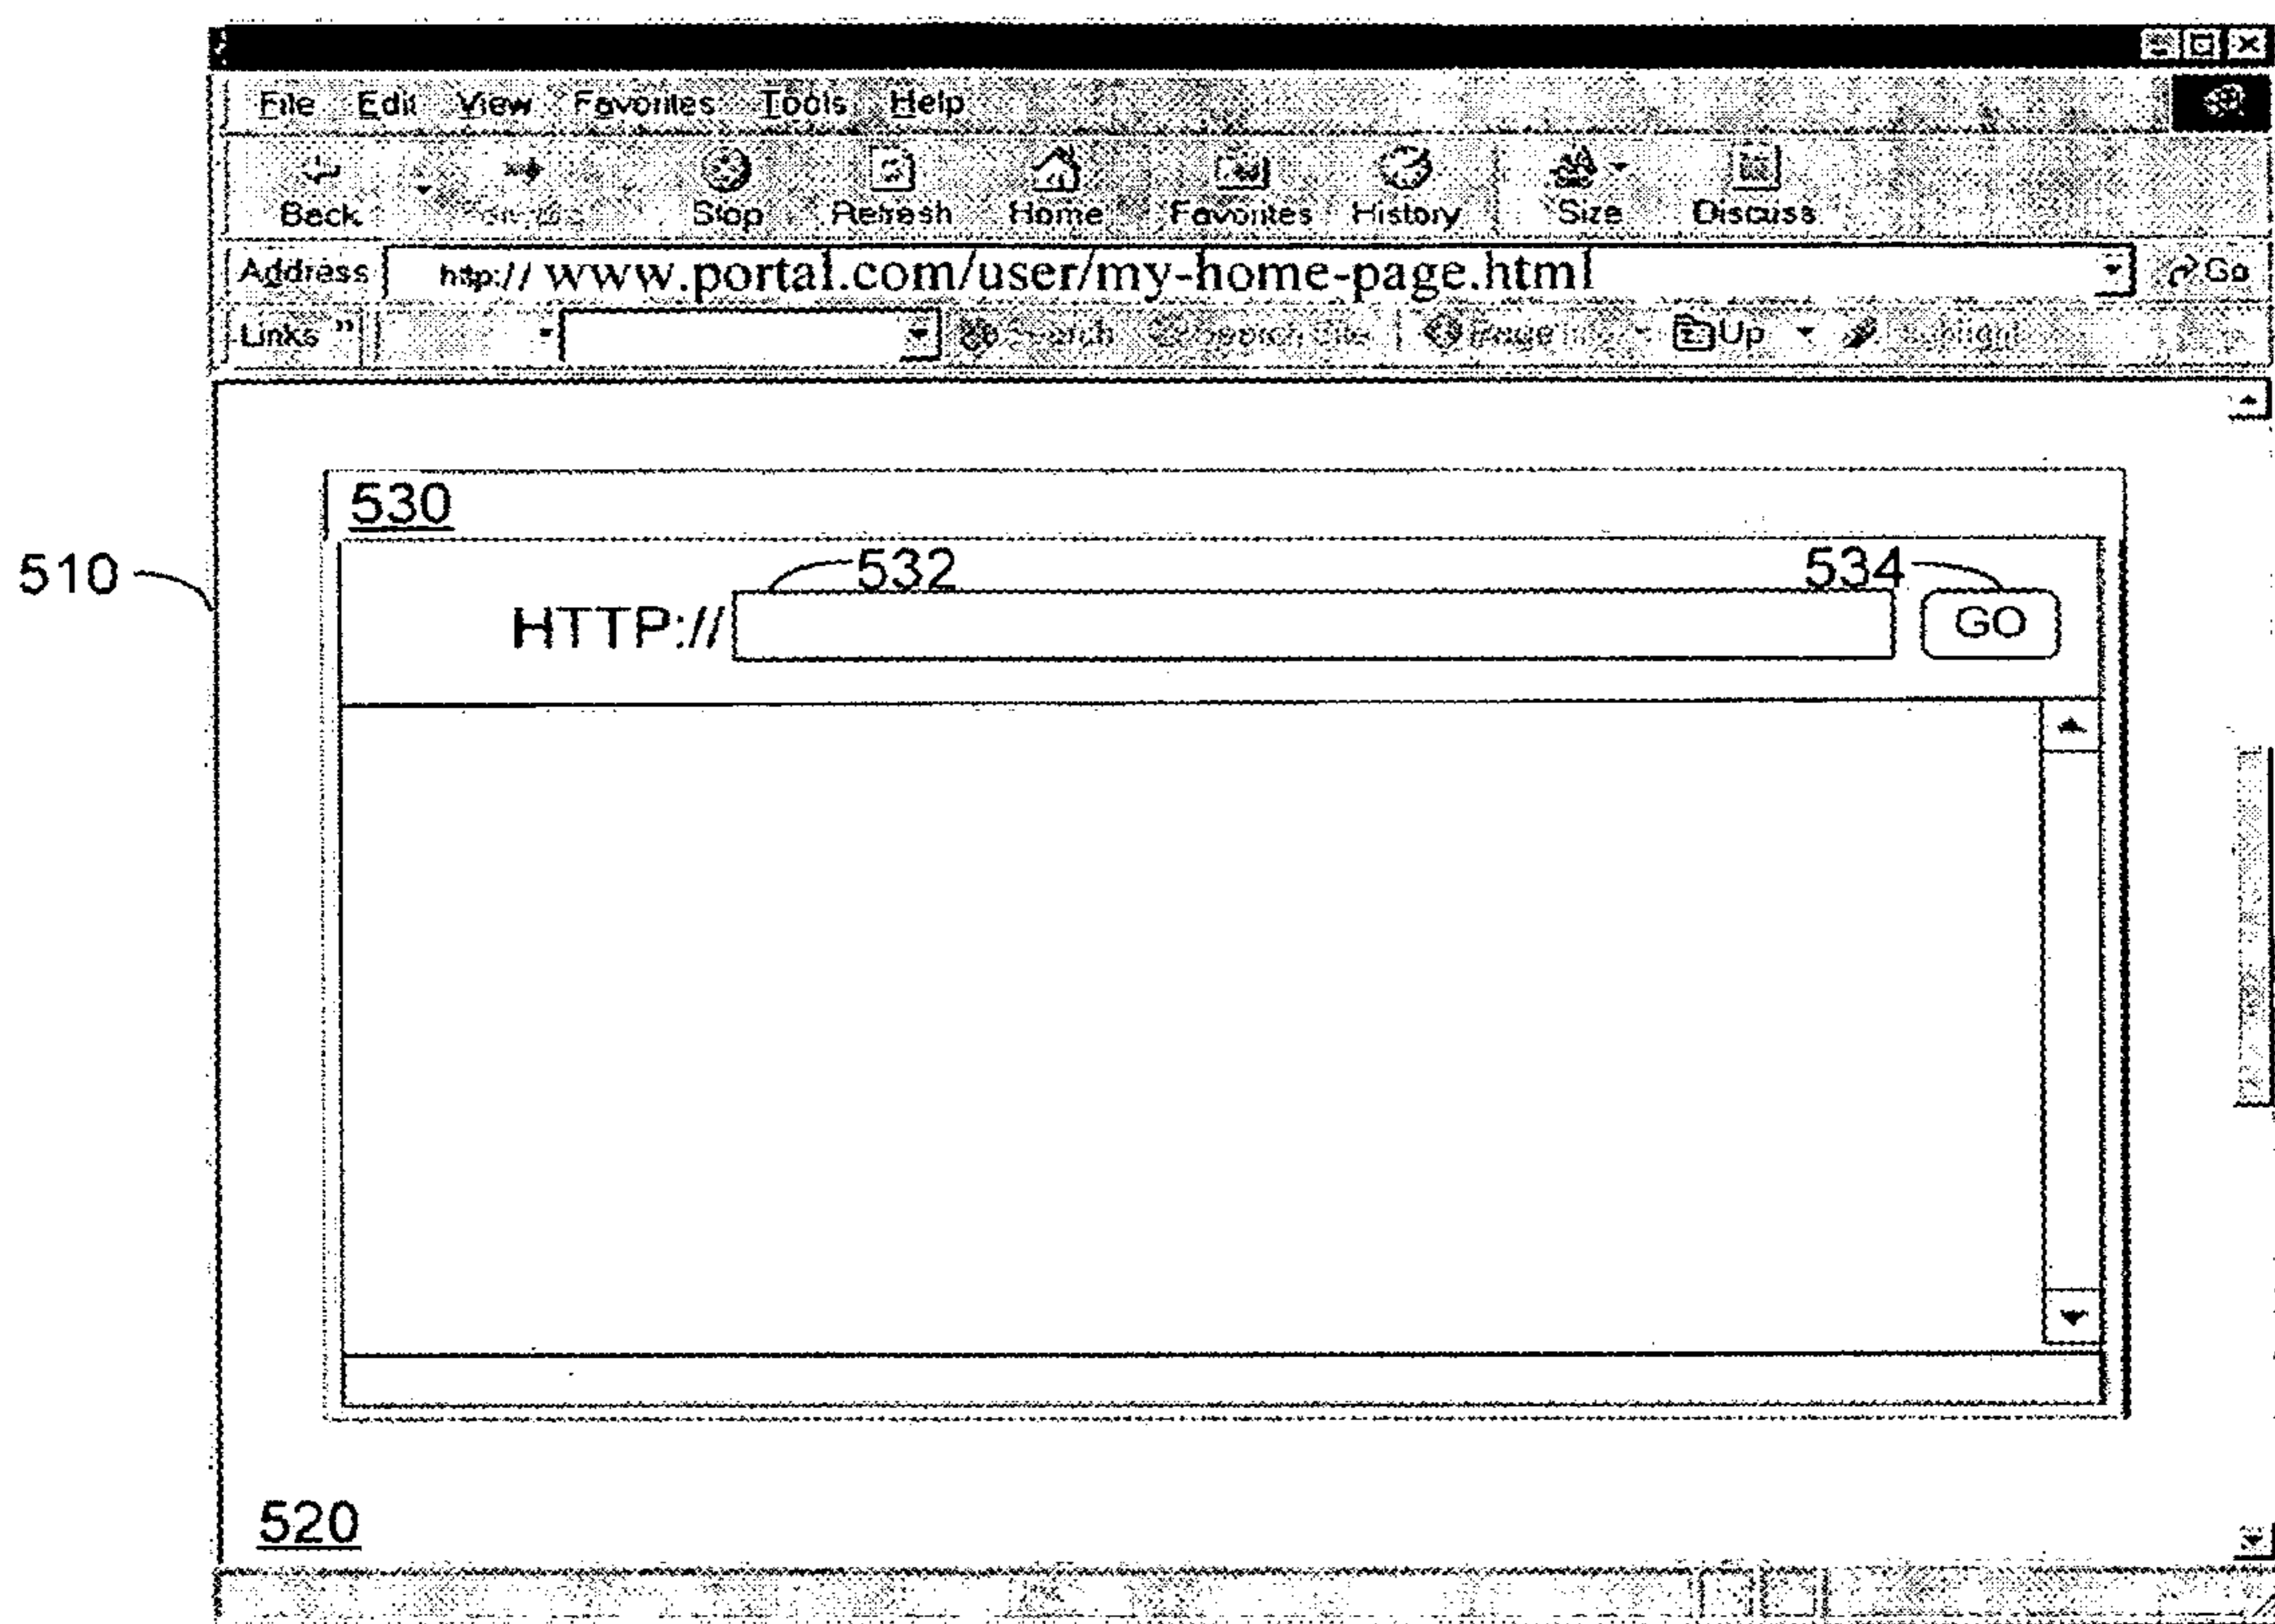 File Edit View Favorites Tools Help
Back Stop Refresh Home Favorites History Size Discuss
Address http:// www.portal.com/user/my-home-page.html Go
Links » Search Up
530
510
532 534
HTTP:// GO
520